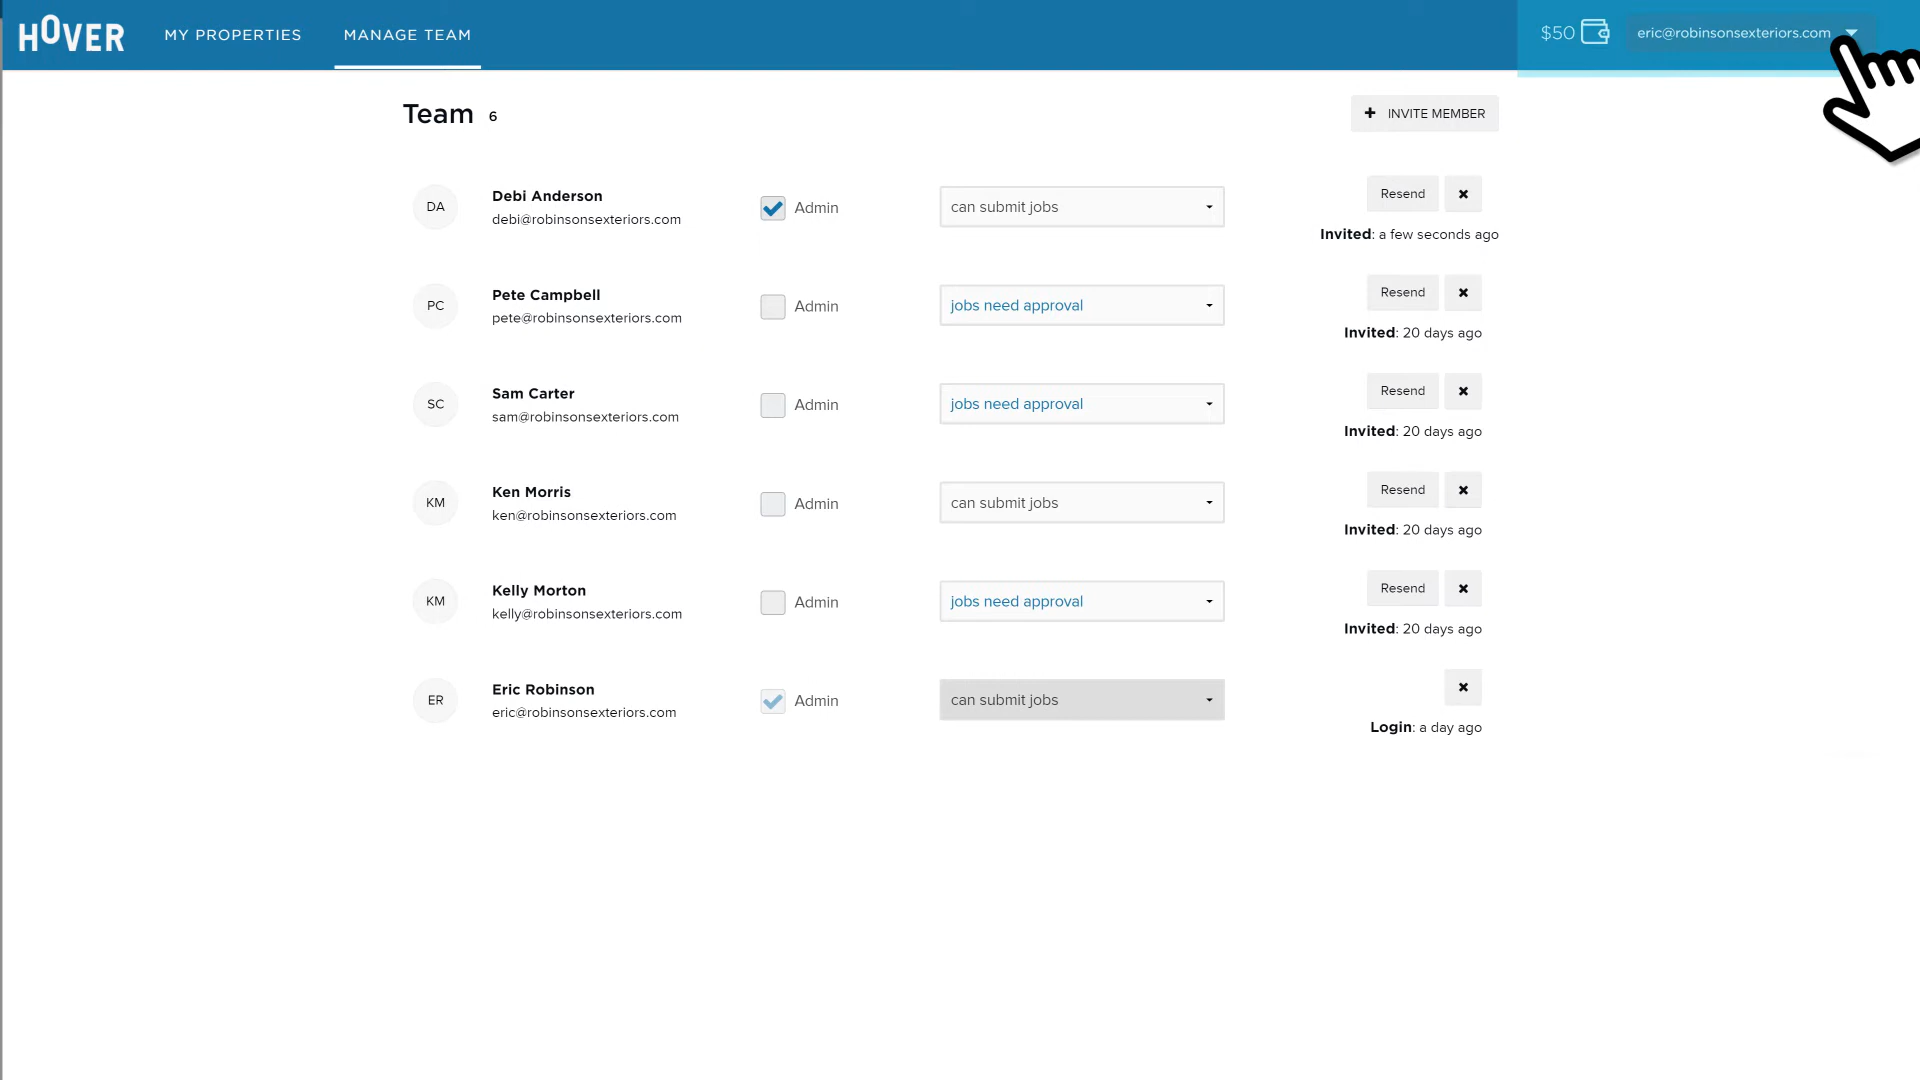 HOVER MY PROPERTIES MANAGE TEAM $50 eric@robinsonsexteriors.com
Team 6 INVITE MEMBER
DA Debi Anderson Admin can submit jobs Resend
debi@robinsonsexteriors.com
Invited: a few seconds ago
PC Pete Campbell Admin jobs need approval Resend
pete@robinsonsexteriors.com
Invited: 20 days ago
SC Sam Carter Admin jobs need approval Resend
sam@robinsonsexteriors.com
Invited: 20 days ago
KM Ken Morris Admin can submit jobs Resend
ken@robinsonsexteriors.com
Invited: 20 days ago
KM Kelly Morton Admin jobs need approval Resend
kelly@robinsonsexteriors.com
Invited: 20 days ago
ER Eric Robinson Admin can submit jobs
eric@robinsonsexteriors.com
Login: a day ago